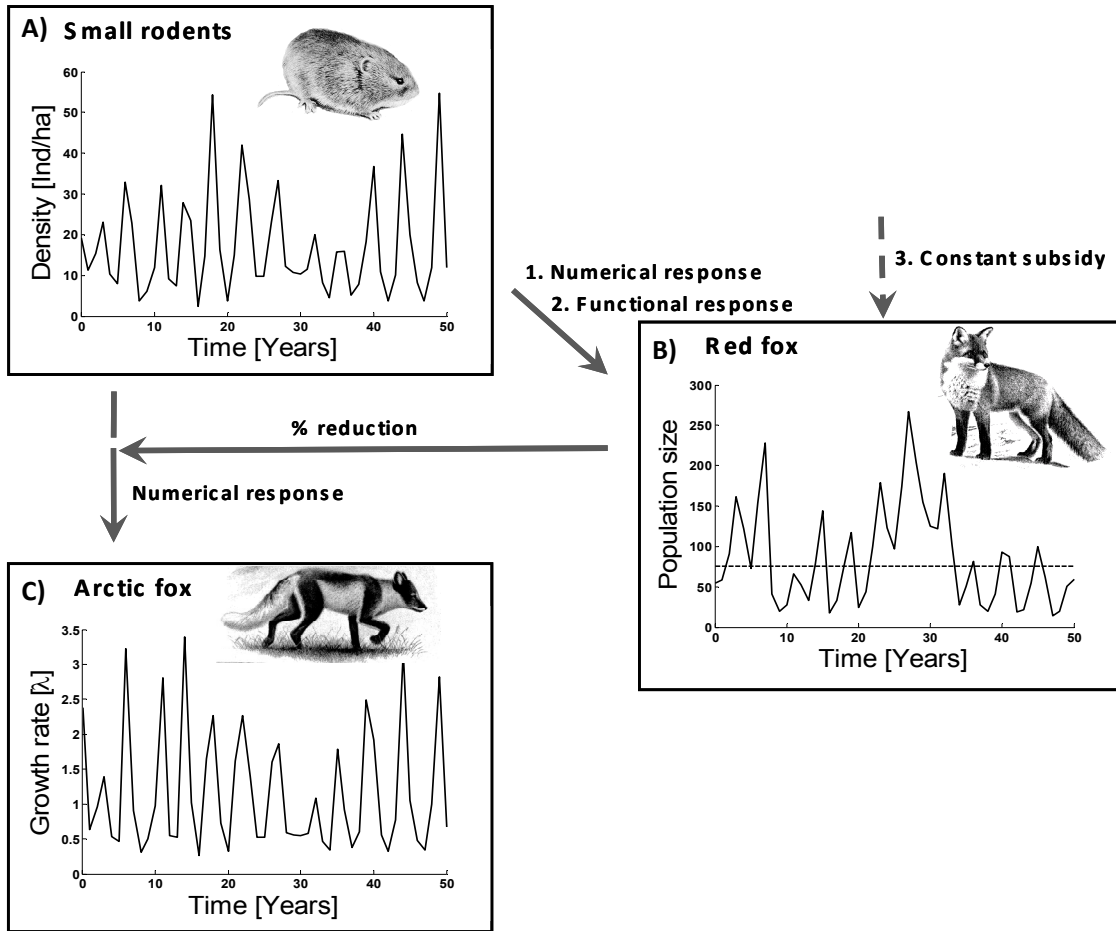 A) Small rodents
60
50
40
30
20
10
0
Density [Ind/ha]
0 10 20 30 40 50
Time [Years]
1. Numerical response
2. Functional response
3. Constant subsidy
B) Red fox
300
250
200
150
100
50
0
Population size
0 10 20 30 40 50
Time [Years]
% reduction
Numerical response
C) Arctic fox
3.5
3
2.5
2
1.5
1
0.5
0
Growth rate [λ]
0 10 20 30 40 50
Time [Years]